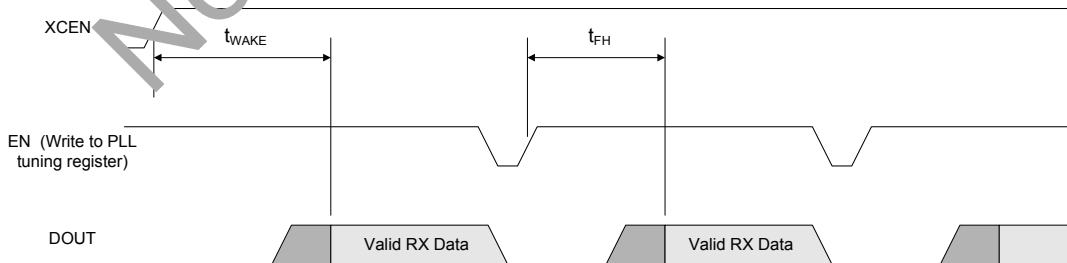 XCEN
tWAKE
tFH
EN (Write to PLL
tuning register)
DOUT
Valid RX Data
Valid RX Data